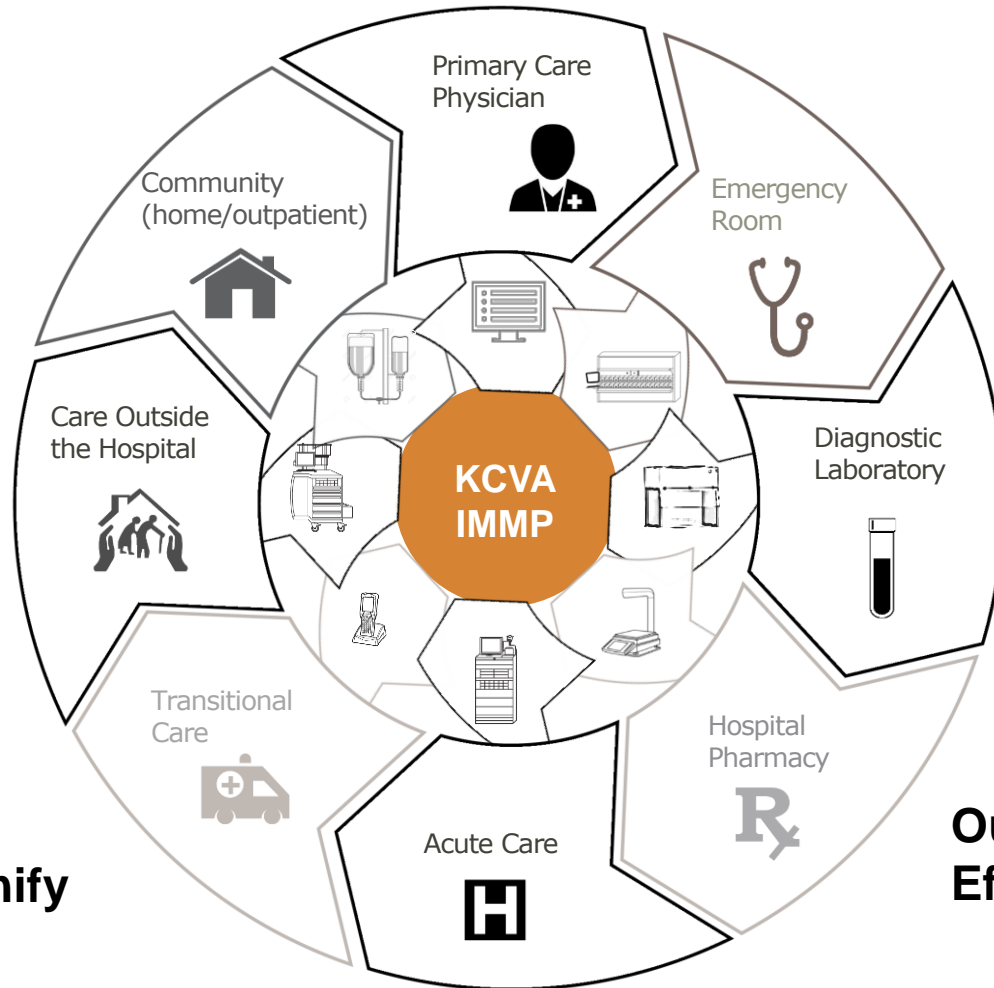 Primary Care
Physician
Emergency
Room
Diagnostic
Laboratory
Hospital
Pharmacy
Acute Care
H
Transitional
Care
Care Outside
the Hospital
Community
(home/outpatient)
KCVA
IMMP
Rx